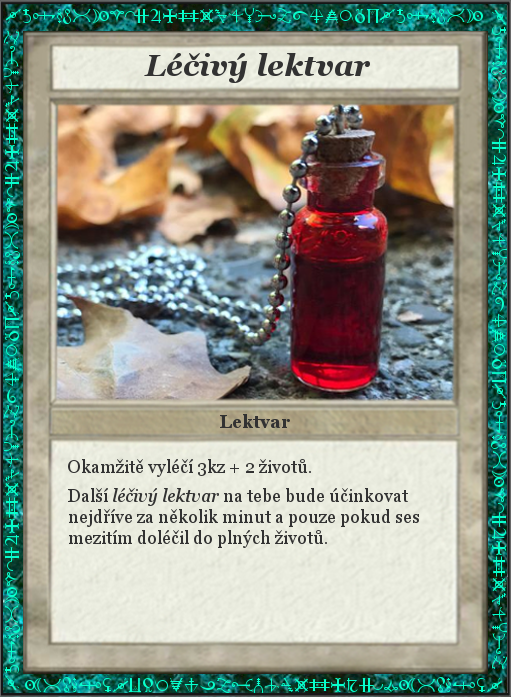 Léčivý lektvar
Lektvar
Okamžitě vyléčí 3kz + 2 životů.
Další léčivý lektvar na tebe bude účinkovat
nejdříve za několik minut a pouze pokud ses
mezitím doléčil do plných životů.